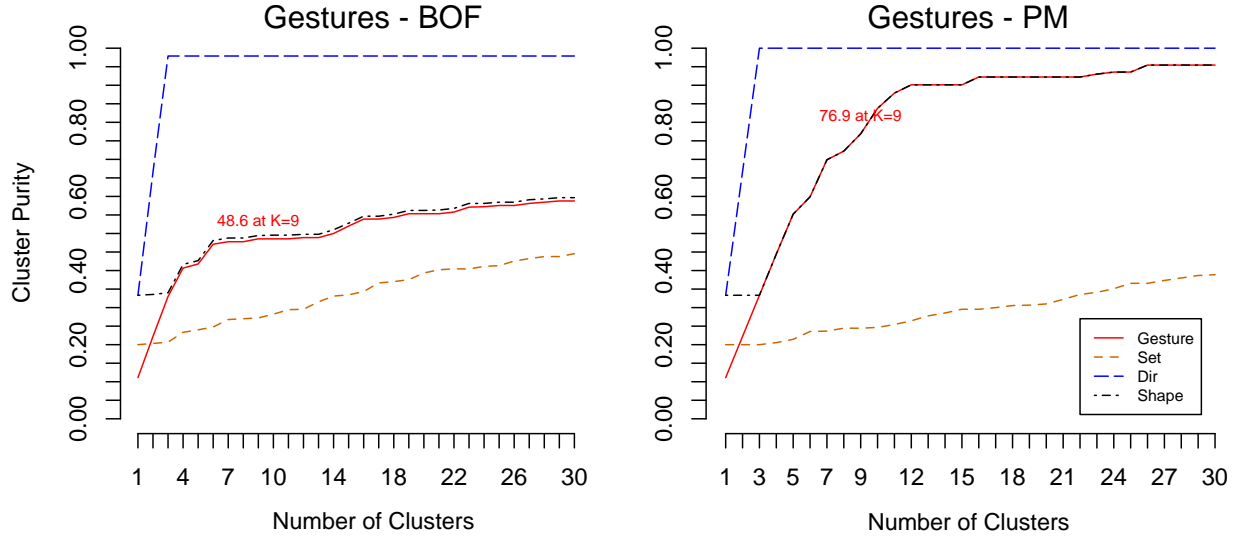 Gestures - BOF
Cluster Purity
0.00 0.20 0.40 0.60 0.80 1.00
48.6 at K=9
1 4 7 10 14 18 22 26 30
Number of Clusters
Gestures - PM
0.00 0.20 0.40 0.60 0.80 1.00
76.9 at K=9
Gesture
Set
Dir
Shape
1 3 5 7 9 12 15 18 21 24 27 30
Number of Clusters